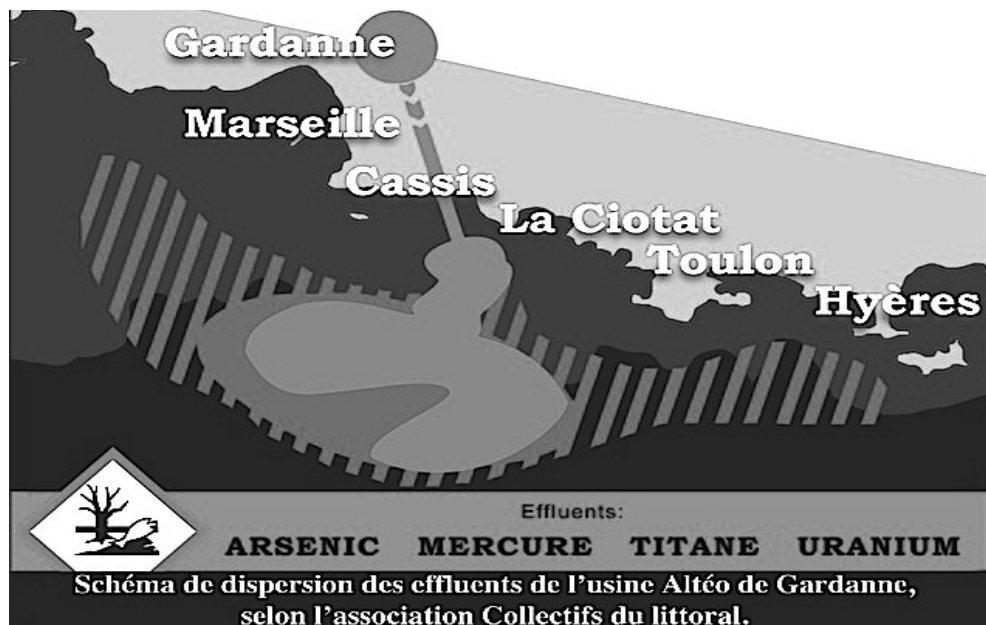 Gardanne
Marseille
Cassis
La Ciotat
Toulon
Hyères
Effluents:
ARSENIC MERCURE TITANE URANIUM
Schéma de dispersion des effluents de l'usine Altéo de Gardanne,
selon l'association Collectifs du littoral.